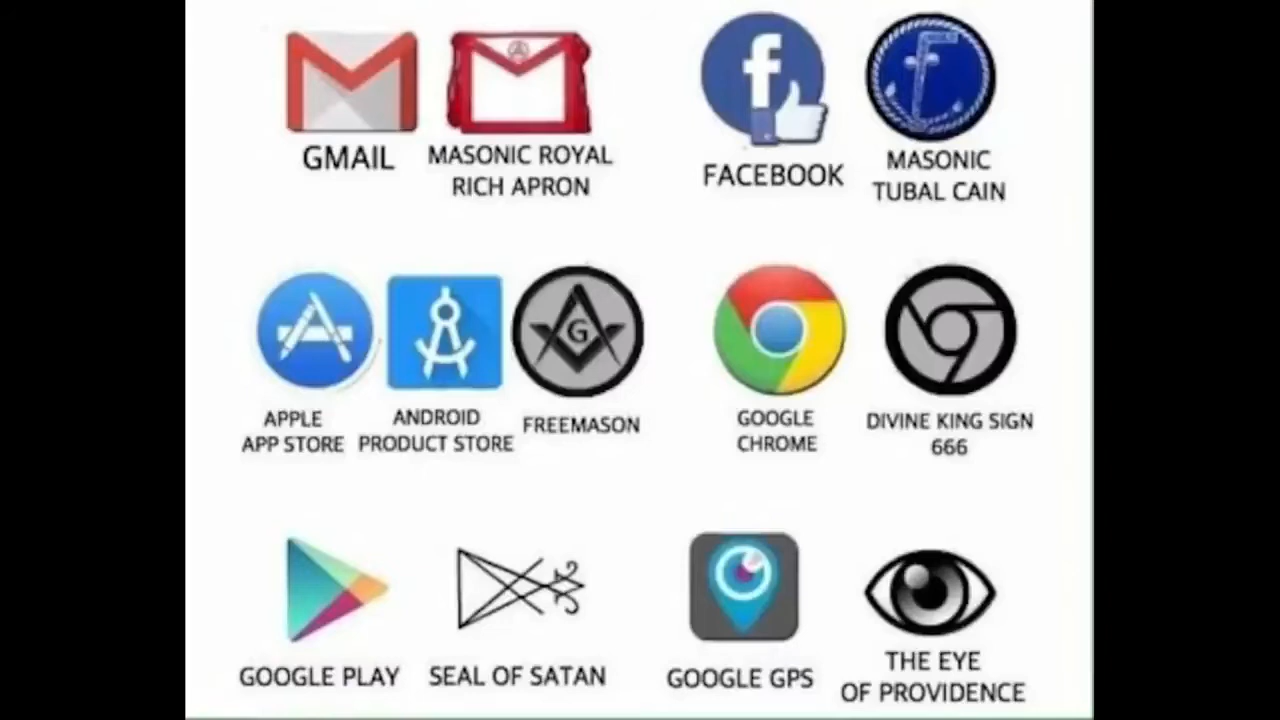 GMAIL
MASONIC ROYAL
RICH APRON
f
FACEBOOK
F
MASONIC
TUBAL CAIN
APPLE
APP STORE
ANDROID
PRODUCT STORE
G
FREEMASON
GOOGLE
CHROME
DIVINE KING SIGN
666
GOOGLE PLAY
SEAL OF SATAN
GOOGLE GPS
THE EYE
OF PROVIDENCE